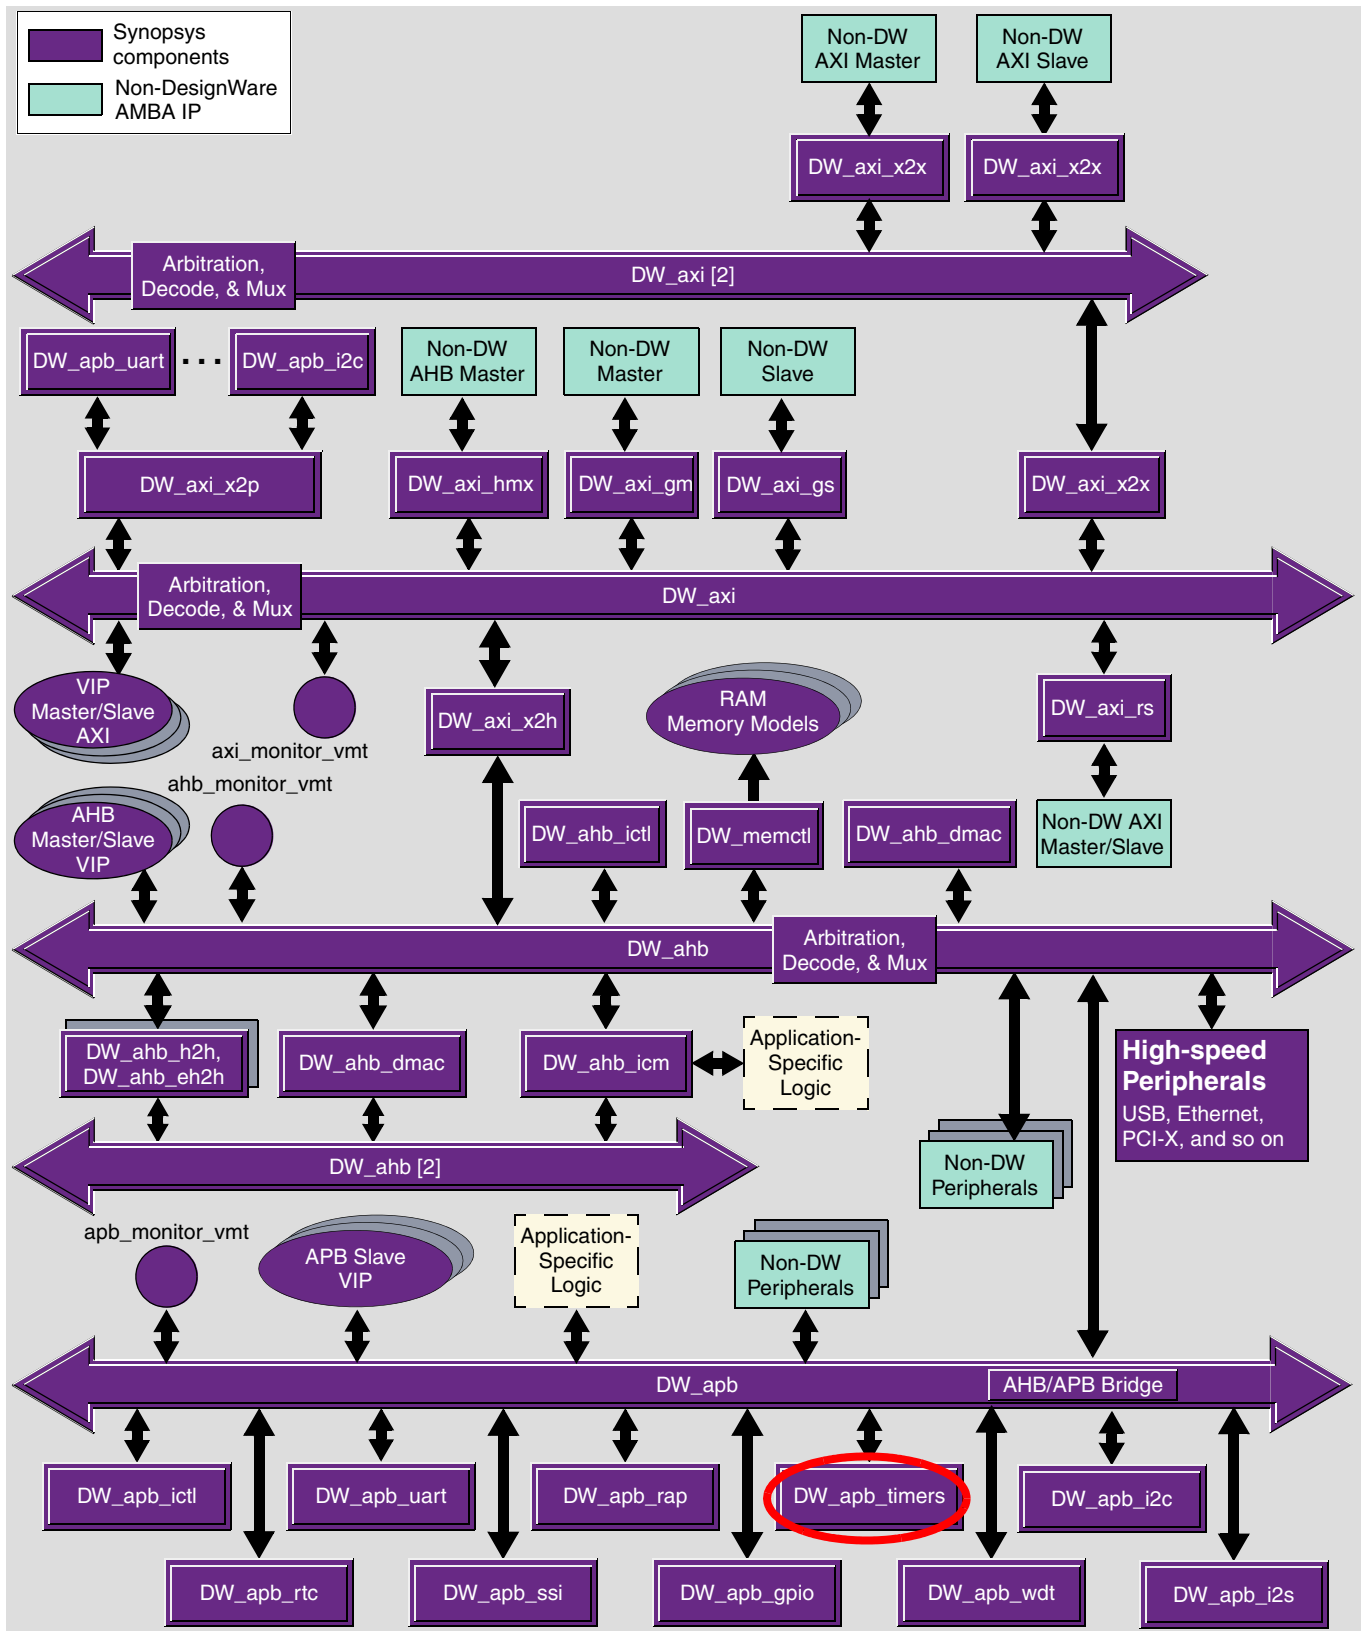 Synopsys
components
Non-DesignWare
AMBA IP
Non-DW
AXI Master
Non-DW
AXI Slave
DW_axi_x2x
DW_axi_x2x
Arbitration,
Decode, & Mux
DW_axi [2]
DW_apb_uart
. . .
DW_apb_i2c
Non-DW
AHB Master
Non-DW
Master
Non-DW
Slave
DW_axi_x2p
DW_axi_hmx
DW_axi_gm
DW_axi_gs
DW_axi_x2x
Arbitration,
Decode, & Mux
DW_axi
VIP
Master/Slave
AXI
axi_monitor_vmt
DW_axi_x2h
RAM
Memory Models
DW_axi_rs
ahb_monitor_vmt
AHB
Master/Slave
VIP
DW_ahb_ictl
DW_memctl
DW_ahb_dmac
Non-DW AXI
Master/Slave
DW_ahb
Arbitration,
Decode, & Mux
DW_ahb_h2h,
DW_ahb_eh2h
DW_ahb_dmac
DW_ahb_icm
Application-
Specific
Logic
High-speed
Peripherals
USB, Ethernet,
PCI-X, and so on
Non-DW
Peripherals
DW_ahb [2]
apb_monitor_vmt
APB Slave
VIP
Application-
Specific
Logic
Non-DW
Peripherals
DW_apb
AHB/APB Bridge
DW_apb_ictl
DW_apb_uart
DW_apb_rap
DW_apb_timers
DW_apb_i2c
DW_apb_rtc
DW_apb_ssi
DW_apb_gpio
DW_apb_wdt
DW_apb_i2s